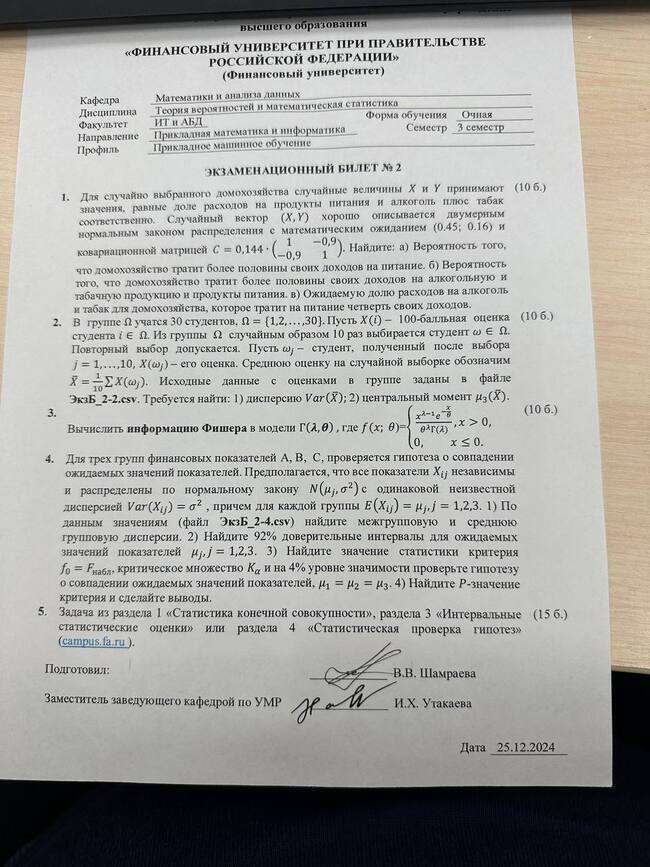 высшего образования
«ФИНАНСОВЫЙ УНИВЕРСИТЕТ ПРИ ПРАВИТЕЛЬСТВЕ
РОССИЙСКОЙ ФЕДЕРАЦИИ»
(Финансовый университет)
Кафедра Математики и анализа данных
Дисциплина Теория вероятностей и математическая статистика
Факультет ИТ и АБД Форма обучения Очная
Направление Прикладная математика и информатика Семестр 3 семестр
Профиль Прикладное машинное обучение
ЭКЗАМЕНАЦИОННЫЙ БИЛЕТ № 2
1. Для случайно выбранного домохозяйства случайные величины X и Y принимают (10 б.)
значения, равные доле расходов на продукты питания и алкоголь плюс табак
соответственно. Случайный вектор (X, Y) хорошо описывается двумерным
нормальным законом распределения с математическим ожиданием (0.45; 0.16) и
ковариационной матрицей C = 0,144 · (1 −0,9 −0,9 1). Найдите: а) Вероятность того,
что домохозяйство тратит более половины своих доходов на питание. б) Вероятность
того, что домохозяйство тратит более половины своих доходов на алкогольную и
табачную продукцию и продукты питания. в) Ожидаемую долю расходов на алкоголь
и табак для домохозяйства, которое тратит на питание четверть своих доходов.
2. В группе Ω учатся 30 студентов, Ω = {1,2,…,30}. Пусть X(i) – 100-балльная оценка (10 б.)
студента i ∈ Ω. Из группы Ω случайным образом 10 раз выбирается студент ω ∈ Ω.
Повторный выбор допускается. Пусть ωj – студент, полученный после выбора
j = 1,…,10, X(ωj) – его оценка. Среднюю оценку на случайной выборке обозначим
X̄ = 1/10 ∑ X(ωj). Исходные данные с оценками в группе заданы в файле
ЭкзБ_2-2.csv. Требуется найти: 1) дисперсию Var(X̄); 2) центральный момент μ₃(X̄).
3. (10 б.)
Вычислить информацию Фишера в модели Γ(λ, θ) , где f(x; θ)={ x^(λ−1)e^(−x/θ) / θ^λ Γ(λ) , x > 0,
0, x ≤ 0.
4. Для трех групп финансовых показателей A, B, C, проверяется гипотеза о совпадении
ожидаемых значений показателей. Предполагается, что все показатели Xij независимы
и распределены по нормальному закону N(μj, σ²) с одинаковой неизвестной
дисперсией Var(Xij) = σ² , причем для каждой группы E(Xij) = μj, j = 1,2,3. 1) По
данным значениям (файл ЭкзБ_2-4.csv) найдите межгрупповую и среднюю
групповую дисперсии. 2) Найдите 92% доверительные интервалы для ожидаемых
значений показателей μj, j = 1,2,3. 3) Найдите значение статистики критерия
f₀ = Fнабл, критическое множество Kα и на 4% уровне значимости проверьте гипотезу
о совпадении ожидаемых значений показателей, μ₁ = μ₂ = μ₃. 4) Найдите P-значение
критерия и сделайте выводы.
5. Задача из раздела 1 «Статистика конечной совокупности», раздела 3 «Интервальные (15 б.)
статистические оценки» или раздела 4 «Статистическая проверка гипотез»
(campus.fa.ru ).
Подготовил: В.В. Шамраева
Заместитель заведующего кафедрой по УМР И.Х. Утакаева
Дата 25.12.2024